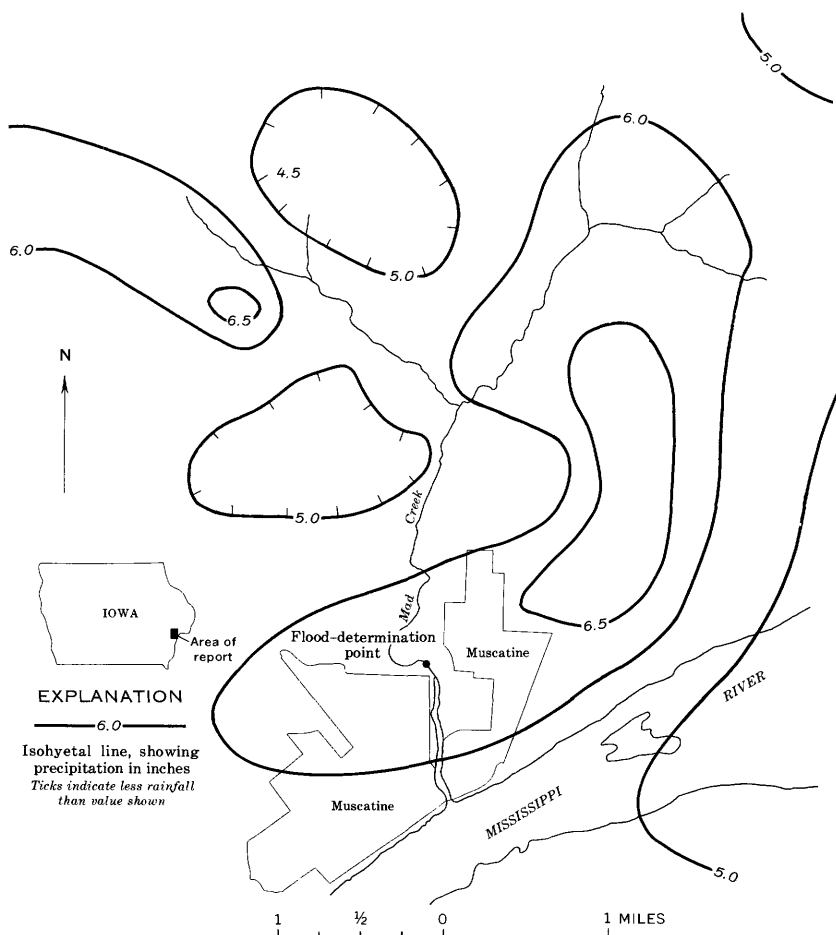 5.0
6.0
4.5
6.0
5.0
6.5
N
Creek
5.0
Mad
IOWA
Area of
report
6.5
Flood-determination
point
Muscatine
RIVER
EXPLANATION
6.0
Isohyetal line, showing
precipitation in inches
Ticks indicate less rainfall
than value shown
Muscatine
MISSISSIPPI
5.0
1 ½ 0 1 MILES